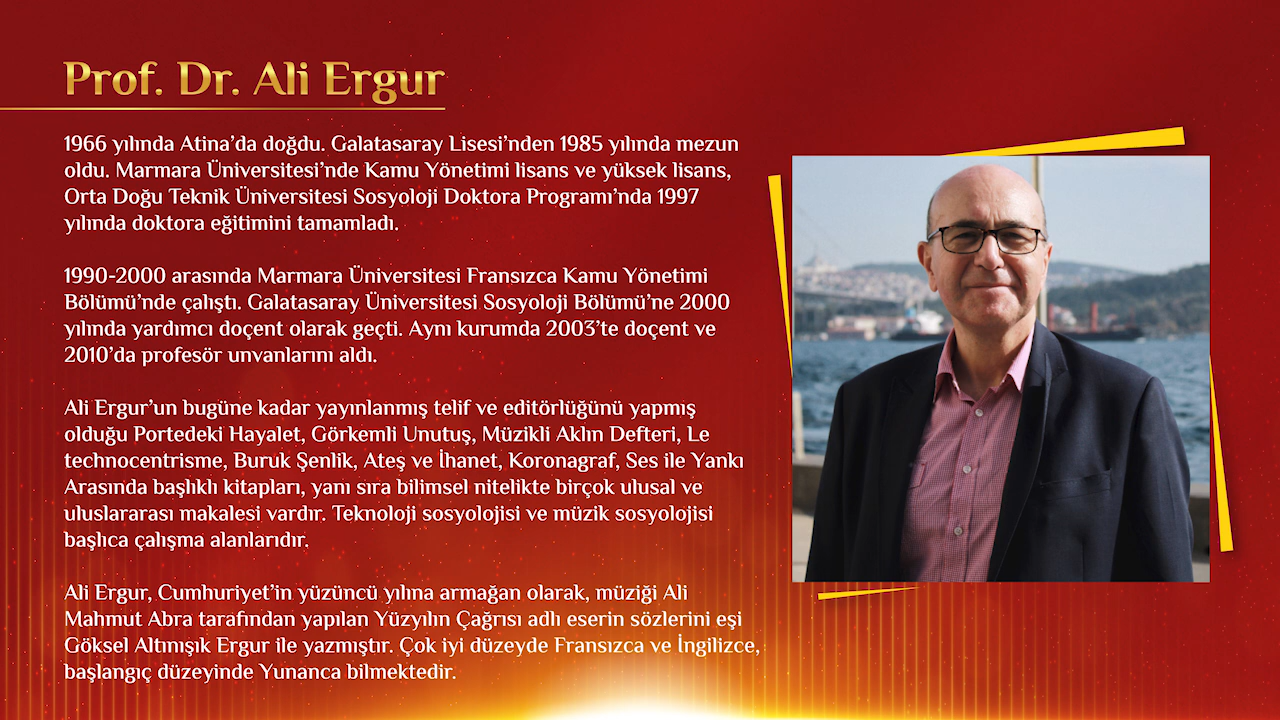 Prof. Dr. Ali Ergur
1966 yılında Atina’da doğdu. Galatasaray Lisesi’nden 1985 yılında mezun
oldu. Marmara Üniversitesi’nde Kamu Yönetimi lisans ve yüksek lisans,
Orta Doğu Teknik Üniversitesi Sosyoloji Doktora Programı’nda 1997
yılında doktora eğitimini tamamladı.
1990-2000 arasında Marmara Üniversitesi Fransızca Kamu Yönetimi
Bölümü’nde çalıştı. Galatasaray Üniversitesi Sosyoloji Bölümü’ne 2000
yılında yardımcı doçent olarak geçti. Aynı kurumda 2003’te doçent ve
2010’da profesör unvanlarını aldı.
Ali Ergur’un bugüne kadar yayınlanmış telif ve editörlüğünü yapmış
olduğu Portedeki Hayalet, Görkemli Unutuş, Müzikli Aklın Defteri, Le
technocentrisme, Buruk Şenlik, Ateş ve İhanet, Koronagraf, Ses ile Yankı
Arasında başlıklı kitapları, yanı sıra bilimsel nitelikte birçok ulusal ve
uluslararası makalesi vardır. Teknoloji sosyolojisi ve müzik sosyolojisi
başlıca çalışma alanlarıdır.
Ali Ergur, Cumhuriyet’in yüzüncü yılına armağan olarak, müziği Ali
Mahmut Abra tarafından yapılan Yüzyılın Çağrısı adlı eserin sözlerini eşi
Göksel Altınışık Ergur ile yazmıştır. Çok iyi düzeyde Fransızca ve İngilizce,
başlangıç düzeyinde Yunanca bilmektedir.